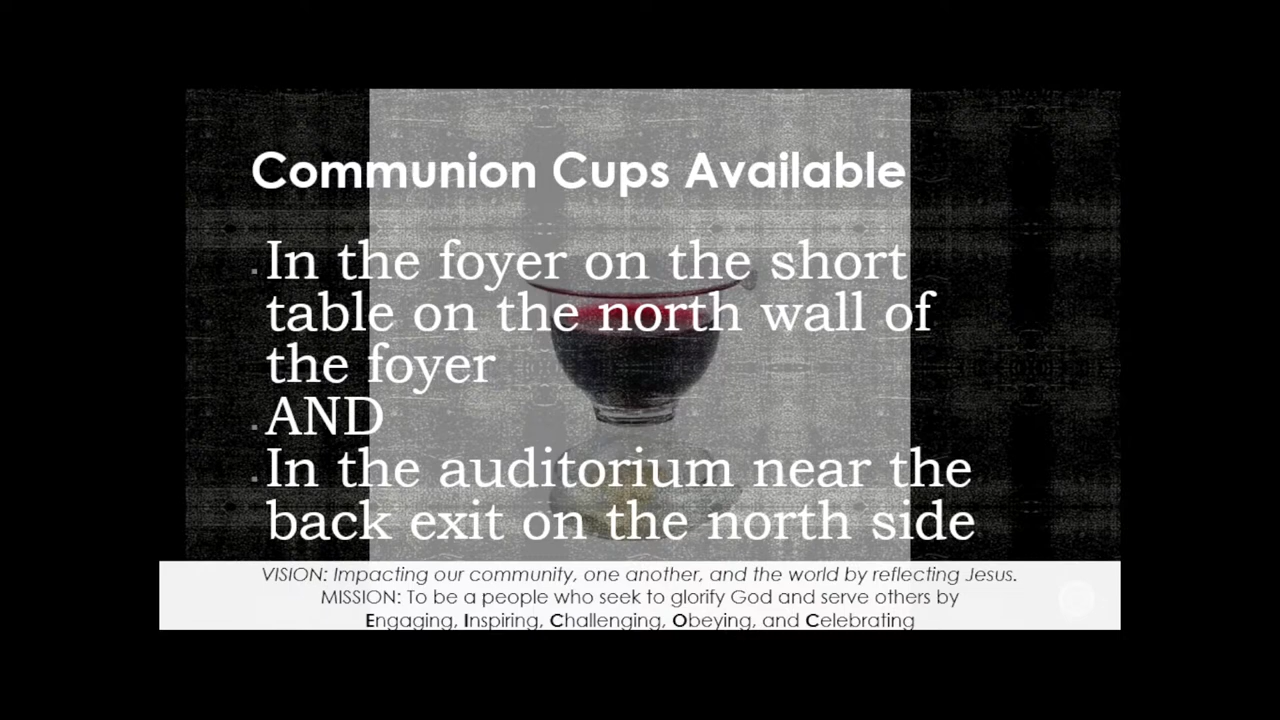 Communion Cups Available
In the foyer on the short
table on the north wall of
the foyer
AND
In the auditorium near the
back exit on the north side
VISION: Impacting our community, one another, and the world by reflecting Jesus.
MISSION: To be a people who seek to glorify God and serve others by
Engaging, Inspiring, Challenging, Obeying, and Celebrating